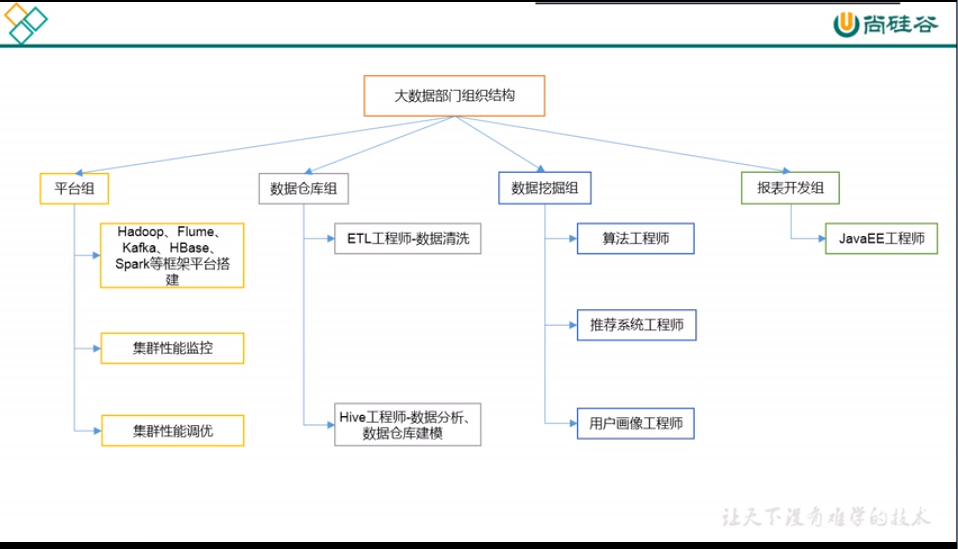 尚硅谷
大数据部门组织结构
平台组
Hadoop、Flume、
Kafka、HBase、
Spark等框架平台搭
建
集群性能监控
集群性能调优
数据仓库组
ETL工程师-数据清洗
Hive工程师-数据分析、
数据仓库建模
数据挖掘组
算法工程师
推荐系统工程师
用户画像工程师
报表开发组
JavaEE工程师
让天下没有难学的技术